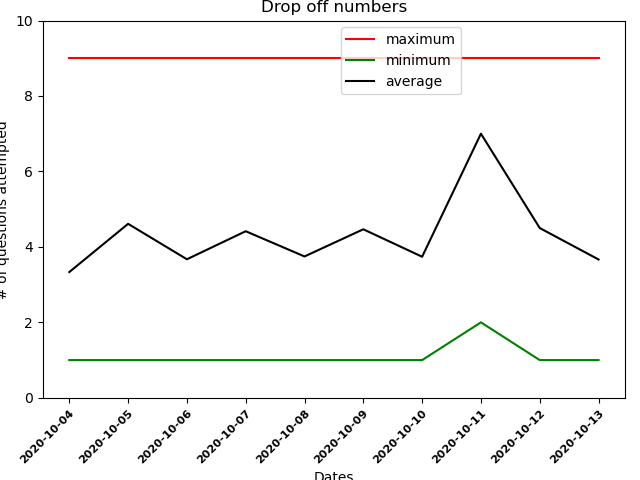 Drop off numbers
maximum
minimum
average
# of questions attempted
10
8
6
4
2
0
2020-10-04
2020-10-05
2020-10-06
2020-10-07
2020-10-08
2020-10-09
2020-10-10
2020-10-11
2020-10-12
2020-10-13
Dates